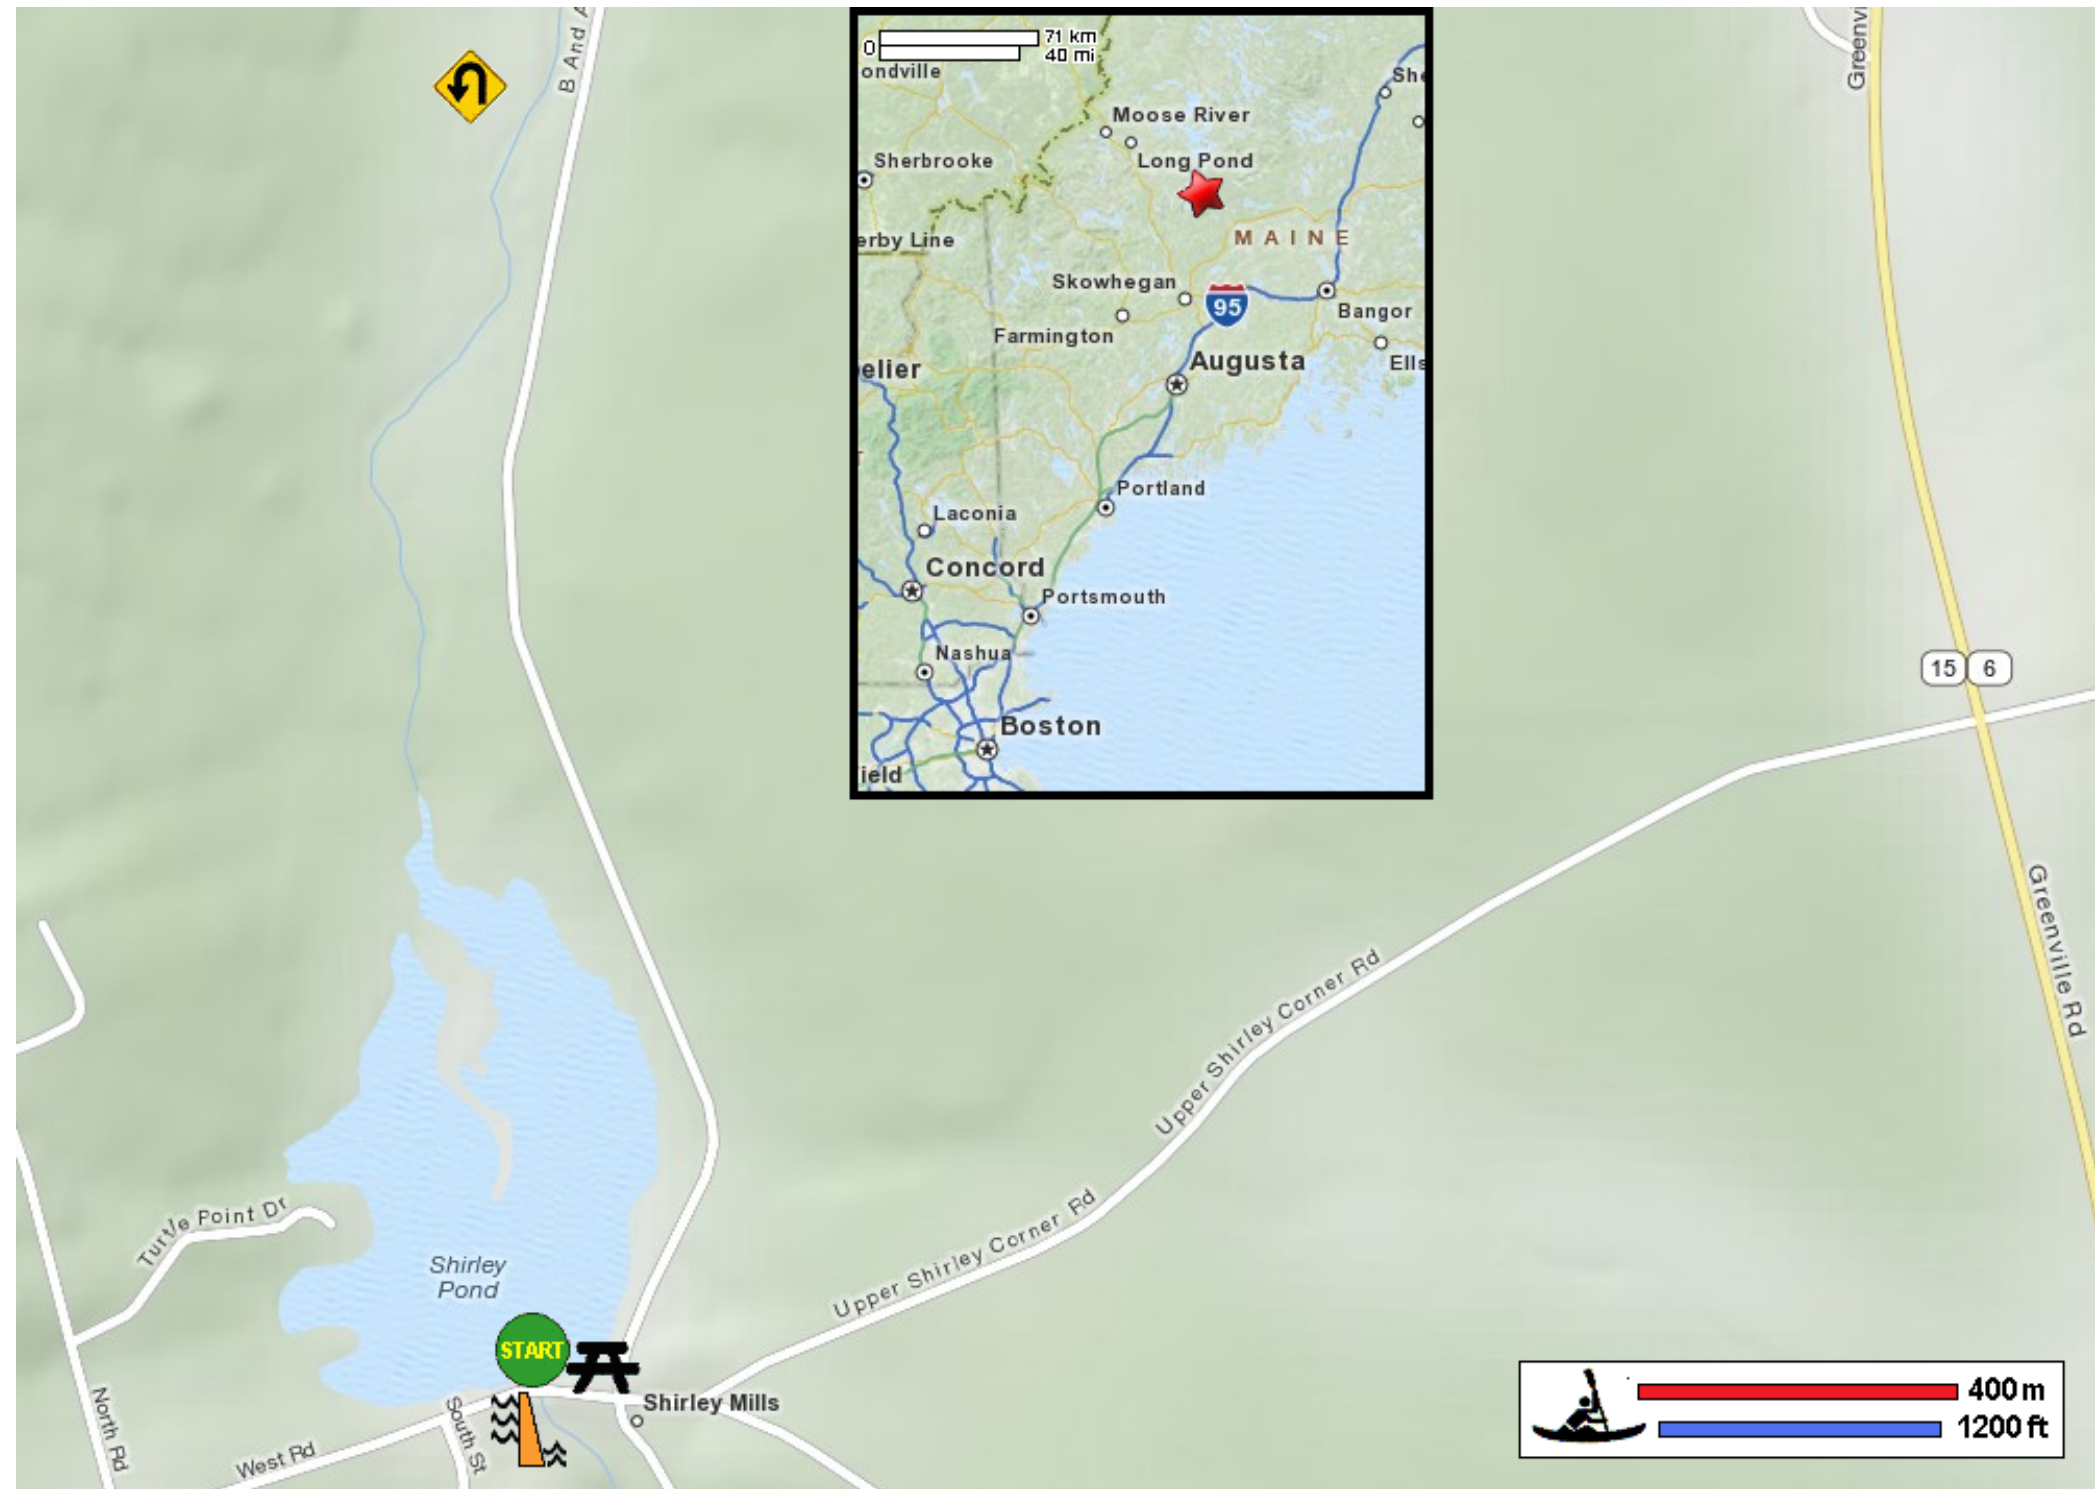 B And A
Greenvi
0
71 km
40 mi
ondville
She
Moose River
Long Pond
Sherbrooke
erby Line
MAINE
Skowhegan
95
Bangor
Farmington
Augusta
Ells
elier
Portland
Laconia
Concord
Portsmouth
Nashua
Boston
ield
15
6
Greenville Rd
Upper Shirley Corner Rd
Upper Shirley Corner Rd
Turtle Point Dr
Shirley
Pond
START
Shirley Mills
North Rd
South St
West Rd
400 m
1200 ft